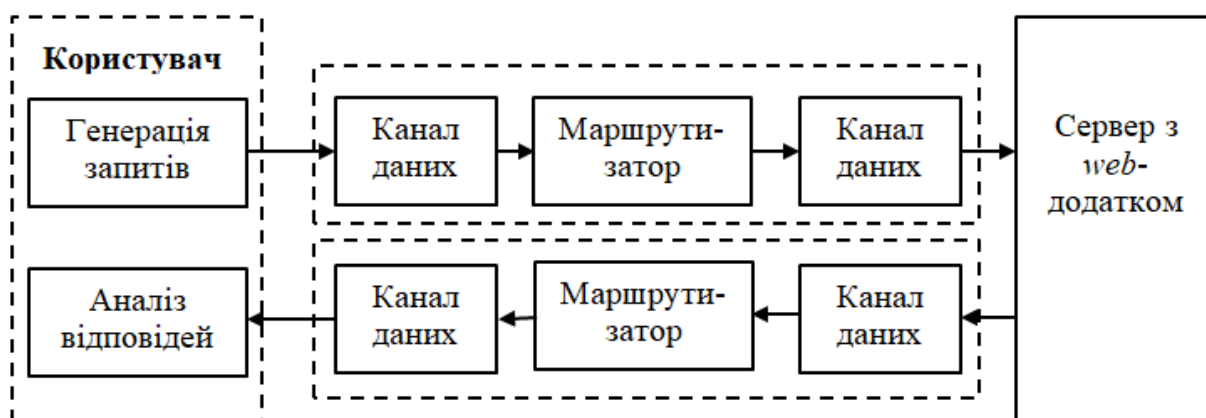 Користувач
Генерація
запитів
Канал
даних
Маршрути-
затор
Канал
даних
Сервер з
web-
додатком
Аналіз
відповідей
Канал
даних
Маршрути-
затор
Канал
даних